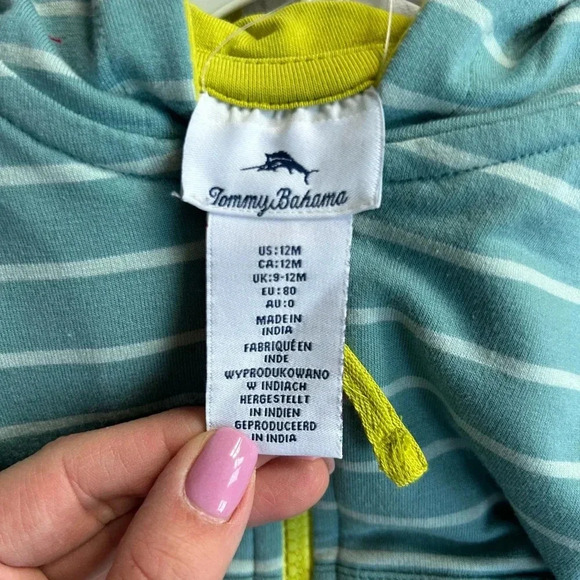 Tommy Bahama
US:12M
CA:12M
UK:9-12M
EU:80
AU:0
MADE IN
INDIA
FABRIQUÉ EN
INDE
WYPRODUKOWANO
W INDIACH
HERGESTELLT
IN INDIEN
GEPRODUCEERD
IN INDIA